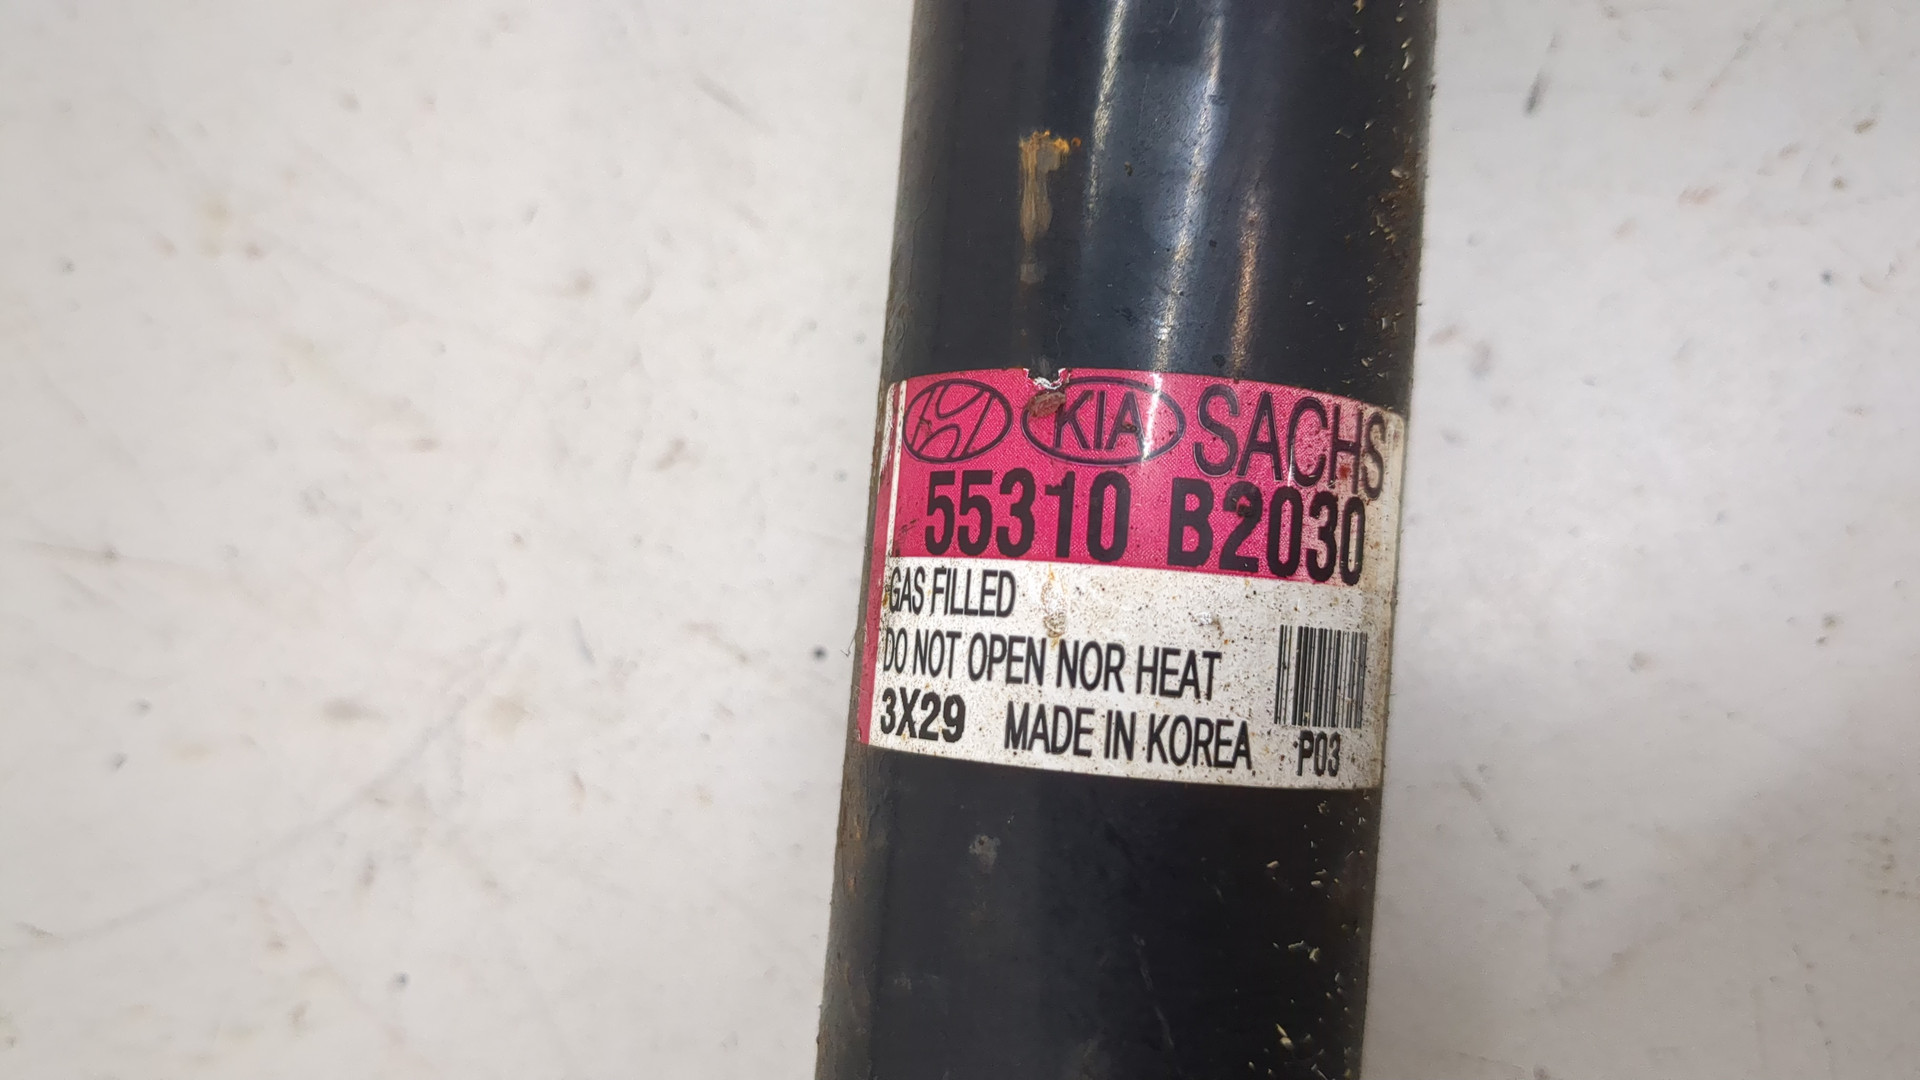 KIA SACHS
55310 B2030
GAS FILLED
DO NOT OPEN NOR HEAT
3X29 MADE IN KOREA P03